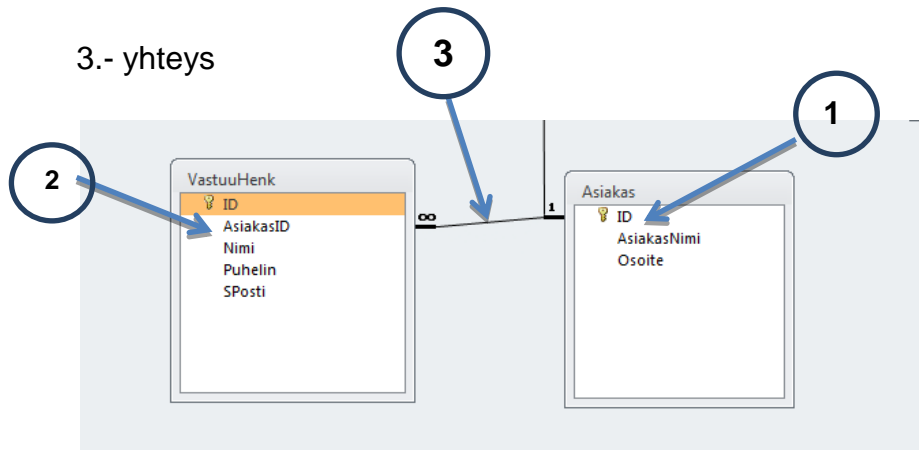 3.- yhteys
3
1
2
VastuuHenk
ID
AsiakasID
Nimi
Puhelin
SPosti
∞
1
Asiakas
ID
AsiakasNimi
Osoite